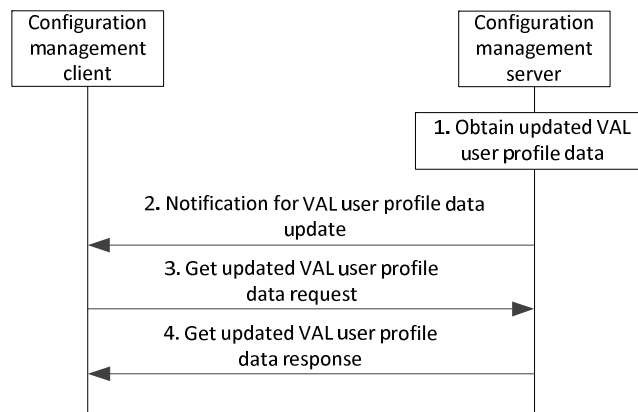 Configuration
management
client
Configuration
management
server
1. Obtain updated VAL
user profile data
2. Notification for VAL user profile data
update
3. Get updated VAL user profile
data request
4. Get updated VAL user profile
data response